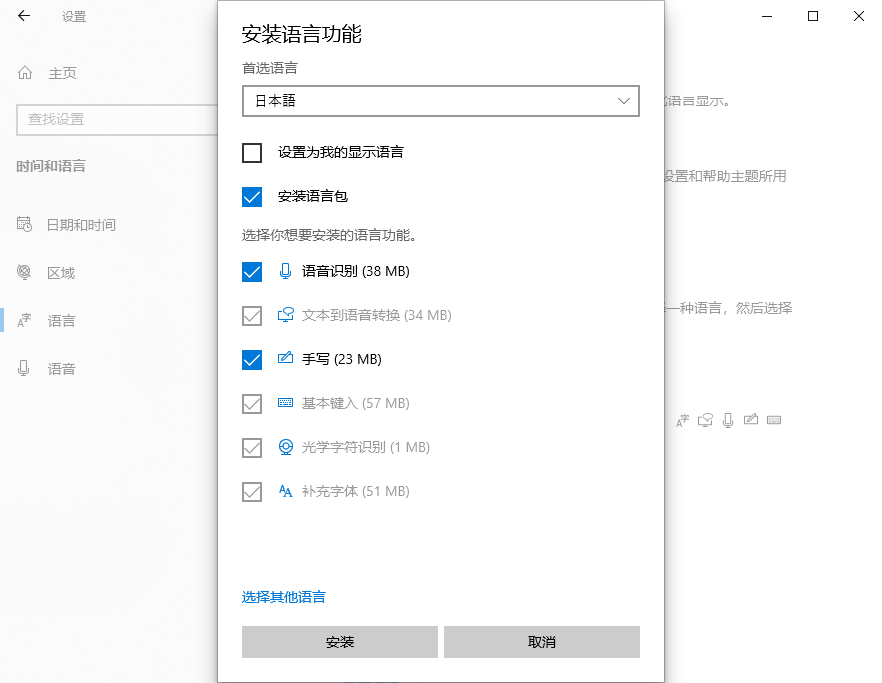 设置
安装语言功能
首选语言
主页
日本語
语言显示。
查找设置
设置为我的显示语言
时间和语言
设置和帮助主题所用
安装语言包
日期和时间
选择你想要安装的语言功能。
区域
语音识别 (38 MB)
一种语言，然后选择
语言
文本到语音转换 (34 MB)
语音
手写 (23 MB)
基本键入 (57 MB)
光学字符识别 (1 MB)
补充字体 (51 MB)
选择其他语言
安装
取消